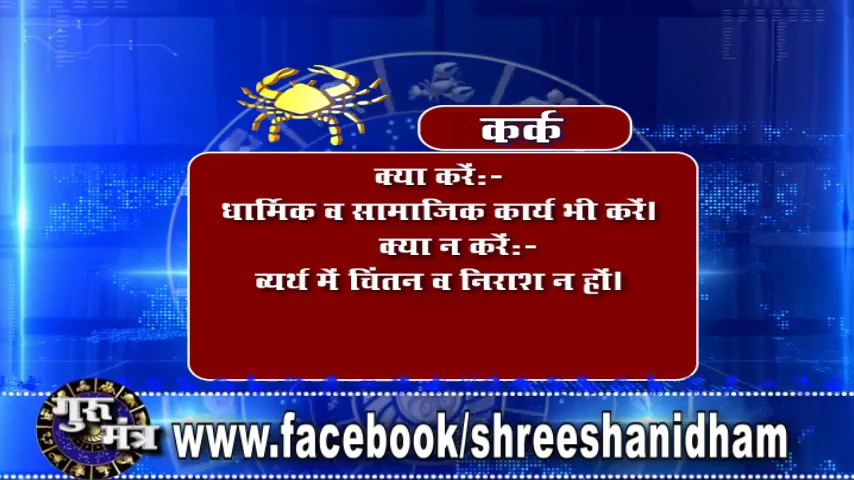 कर्क
क्या करें:-
धार्मिक व सामाजिक कार्य भी करें।
क्या न करें:-
व्यर्थ में चिंतन व निराश न हों।
गुरु
मंत्र
www.facebook/shreeshanidham